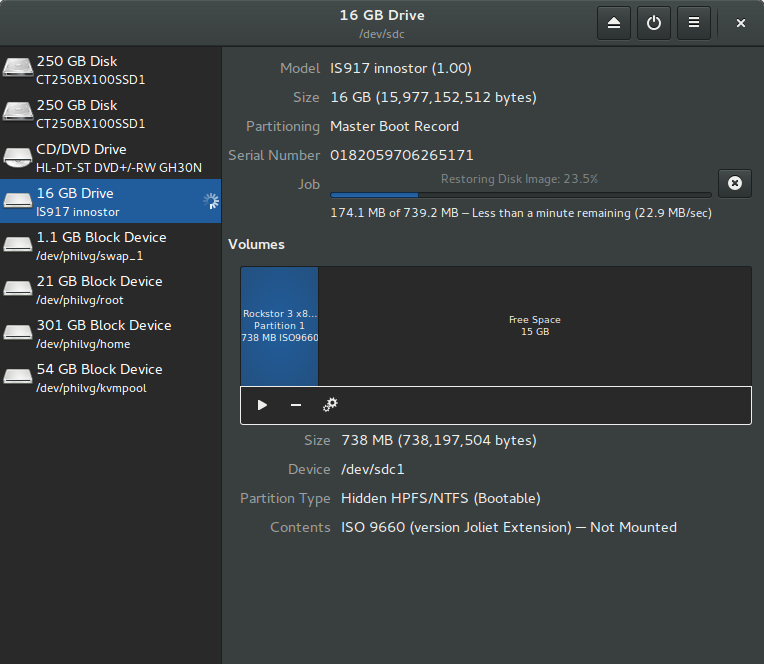 16 GB Drive
/dev/sdc
250 GB Disk
CT250BX100SSD1
250 GB Disk
CT250BX100SSD1
CD/DVD Drive
HL-DT-ST DVD+/-RW GH30N
16 GB Drive
IS917 innostor
1.1 GB Block Device
/dev/philvg/swap_1
21 GB Block Device
/dev/philvg/root
301 GB Block Device
/dev/philvg/home
54 GB Block Device
/dev/philvg/kvmpool
Model IS917 innostor (1.00)
Size 16 GB (15,977,152,512 bytes)
Partitioning Master Boot Record
Serial Number 0182059706265171
Job Restoring Disk Image: 23.5%
174.1 MB of 739.2 MB – Less than a minute remaining (22.9 MB/sec)
Volumes
Rockstor 3 x8…
Partition 1
738 MB ISO9660
Free Space
15 GB
Size 738 MB (738,197,504 bytes)
Device /dev/sdc1
Partition Type Hidden HPFS/NTFS (Bootable)
Contents ISO 9660 (version Joliet Extension) — Not Mounted